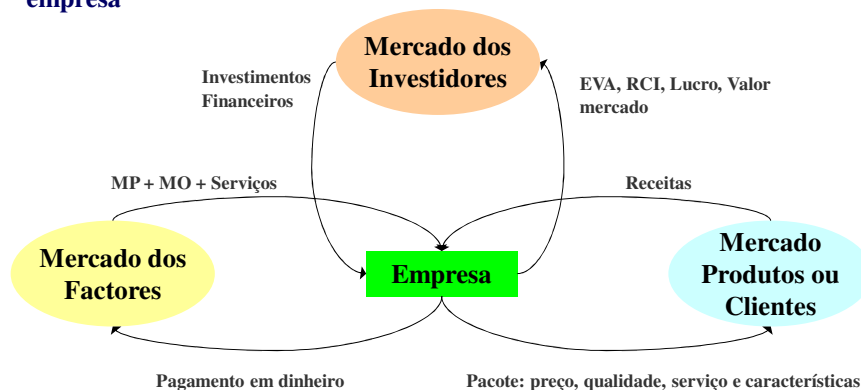 empresa
Mercado dos
Investidores
Investimentos
Financeiros
EVA, RCI, Lucro, Valor
mercado
MP + MO + Serviços
Receitas
Mercado dos
Factores
Empresa
Mercado
Produtos ou
Clientes
Pagamento em dinheiro
Pacote: preço, qualidade, serviço e características